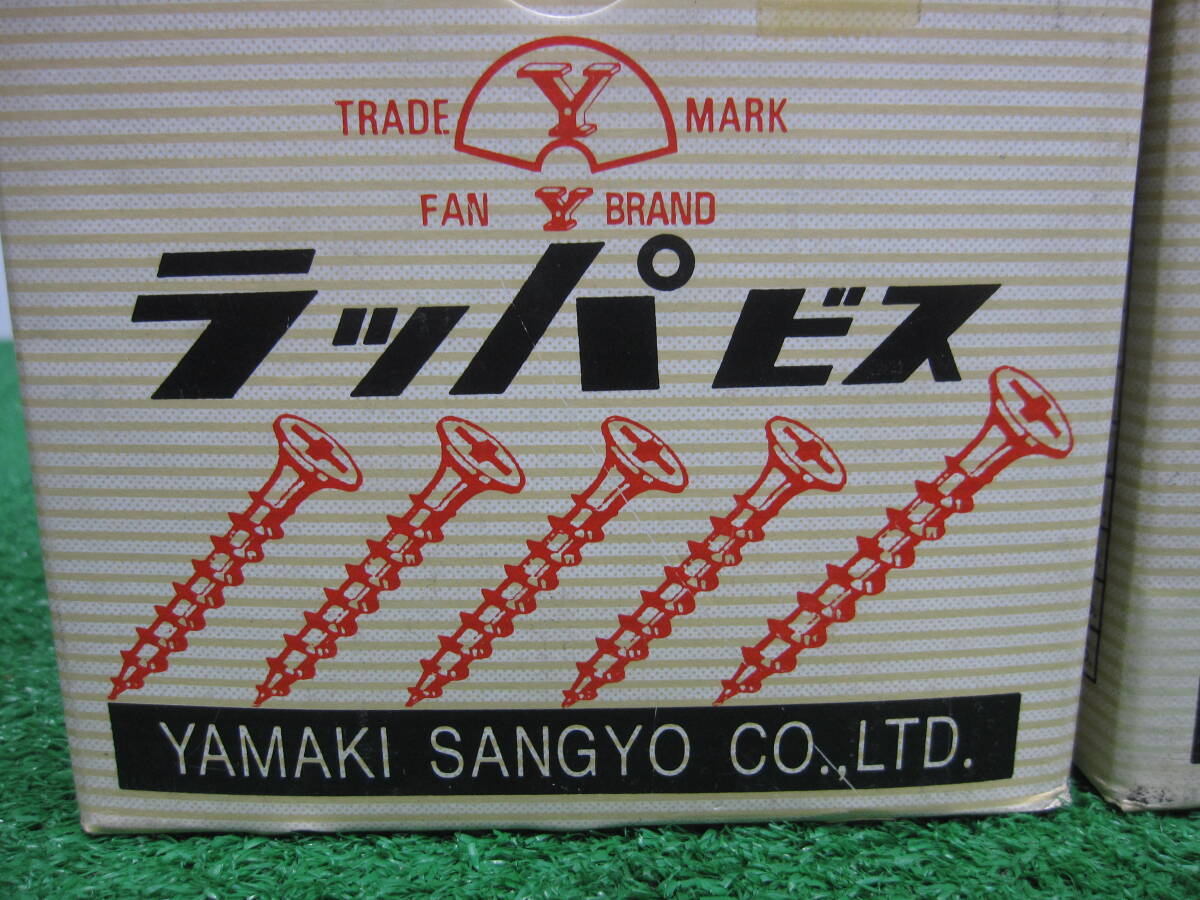 TRADE Y MARK
FAN Y BRAND
ラッパビス
YAMAKI SANGYO CO.,LTD.